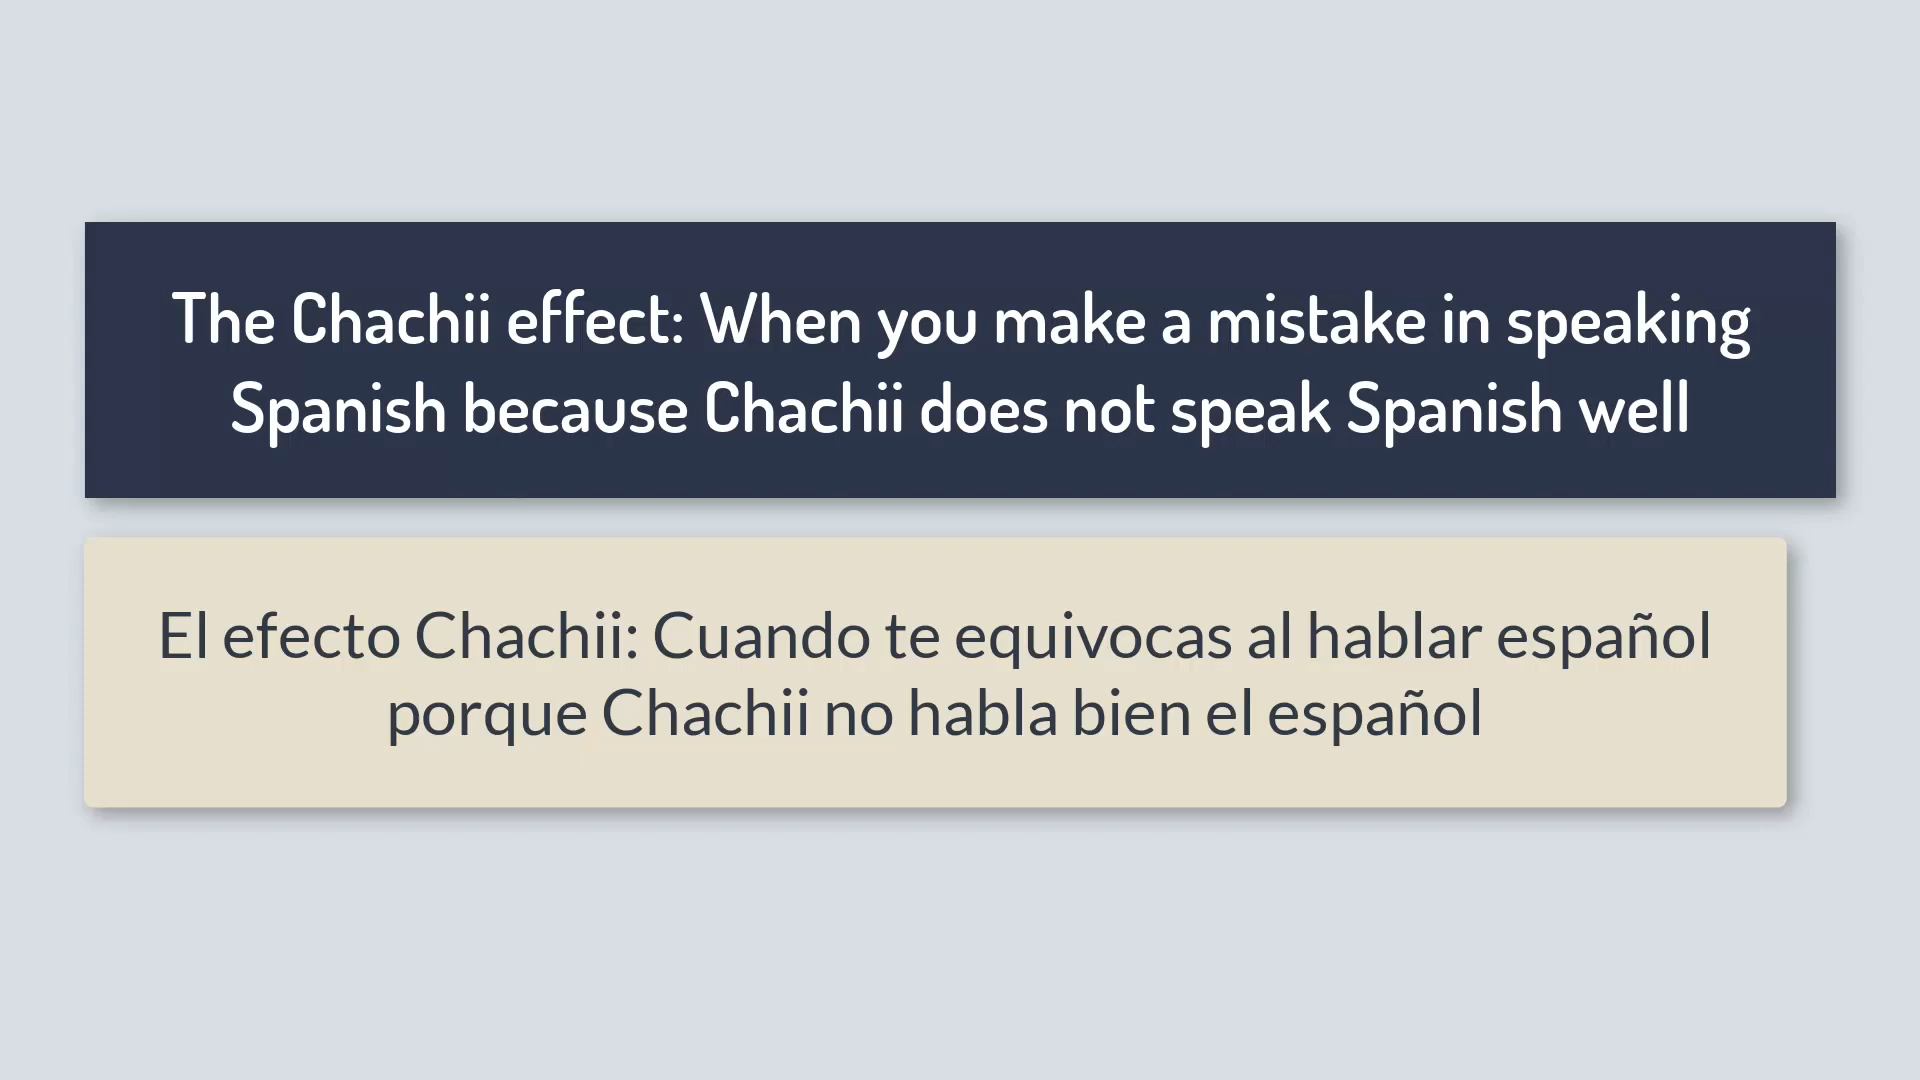 The Chachii effect: When you make a mistake in speaking
Spanish because Chachii does not speak Spanish well
El efecto Chachii: Cuando te equivocas al hablar español
porque Chachii no habla bien el español